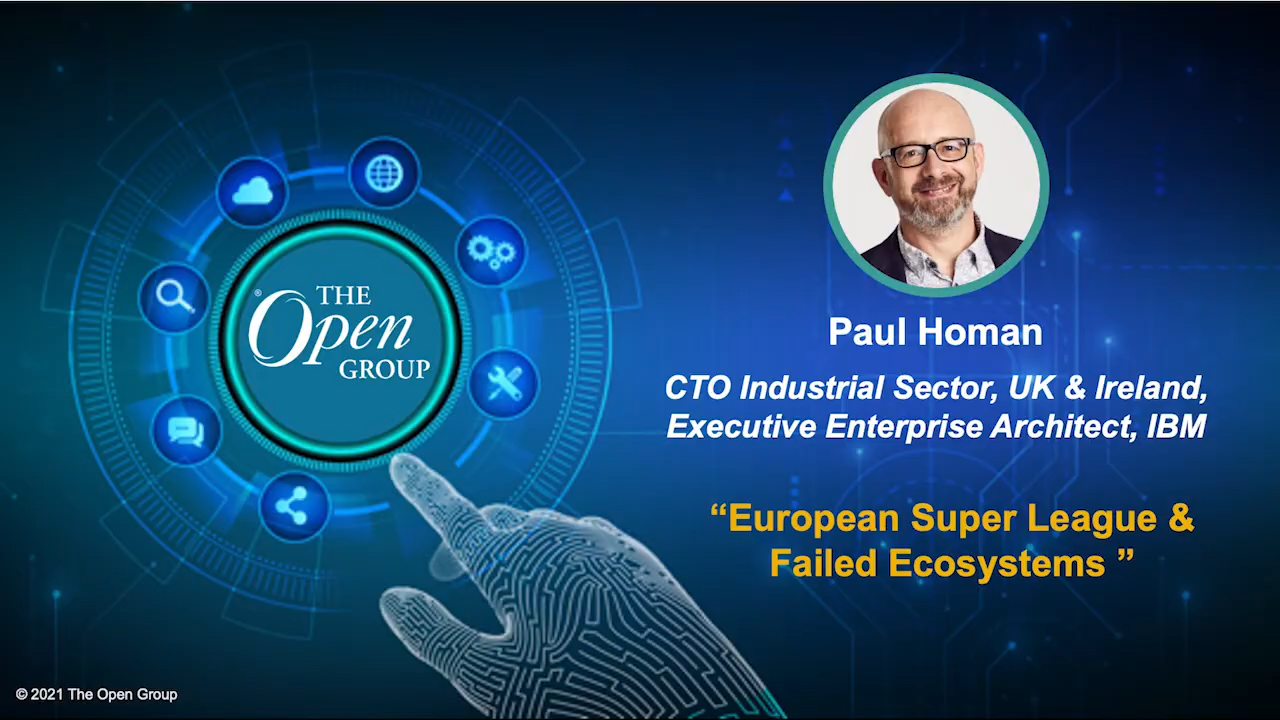 ® THE
Open
GROUP
Paul Homan
CTO Industrial Sector, UK & Ireland,
Executive Enterprise Architect, IBM
“European Super League &
Failed Ecosystems ”
© 2021 The Open Group